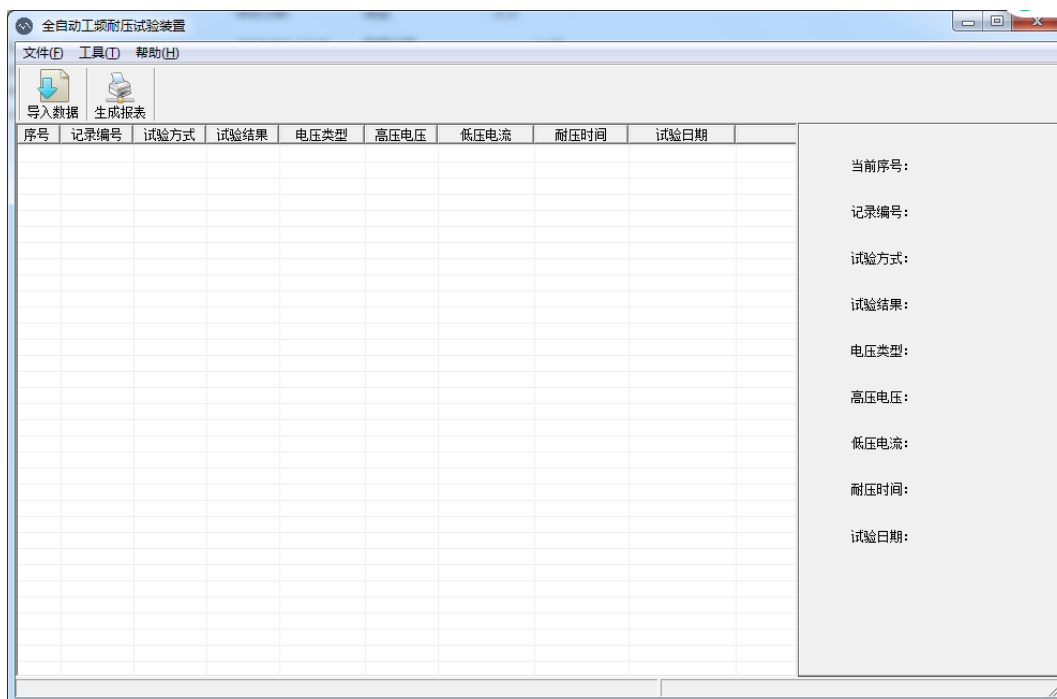 全自动工频耐压试验装置
文件(F) 工具(T) 帮助(H)
导入数据 生成报表
序号 记录编号 试验方式 试验结果 电压类型 高压电压 低压电流 耐压时间 试验日期
当前序号：
记录编号：
试验方式：
试验结果：
电压类型：
高压电压：
低压电流：
耐压时间：
试验日期：